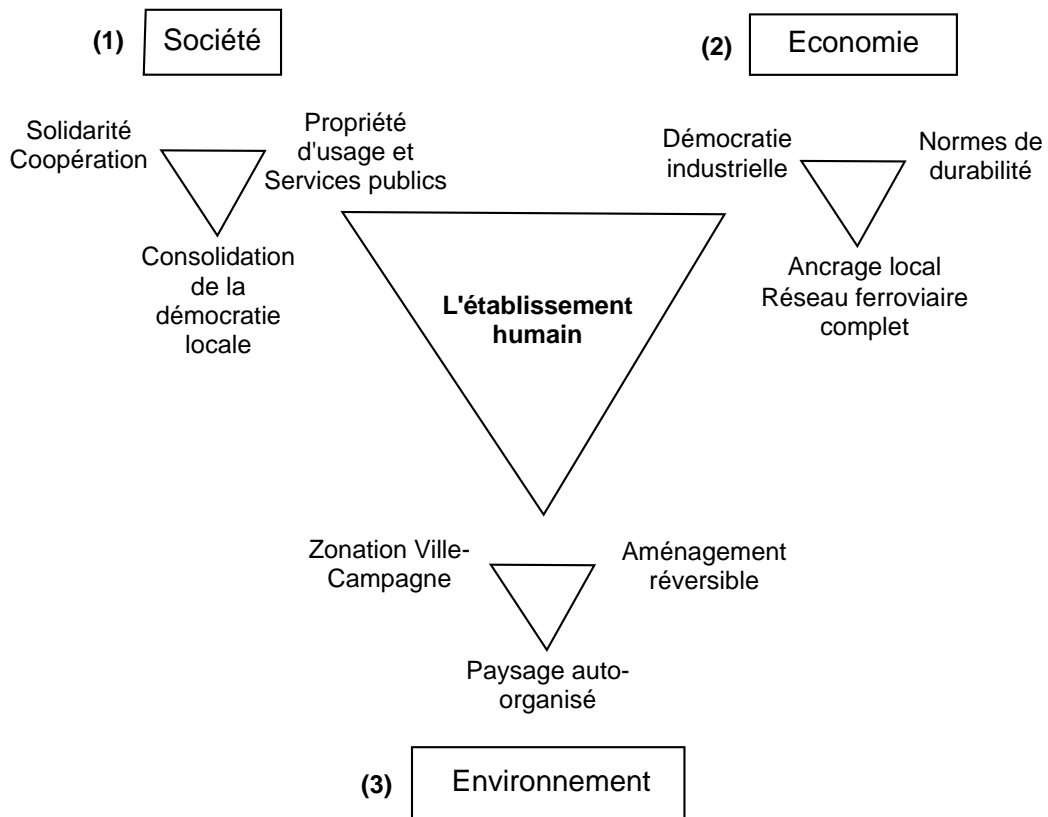 (1) Société
(2) Economie
Solidarité
Coopération
Propriété
d'usage et
Services publics
Consolidation
de la
démocratie
locale
Démocratie
industrielle
Normes de
durabilité
Ancrage local
Réseau ferroviaire
complet
L'établissement
humain
Zonation Ville-
Campagne
Aménagement
réversible
Paysage auto-
organisé
(3) Environnement